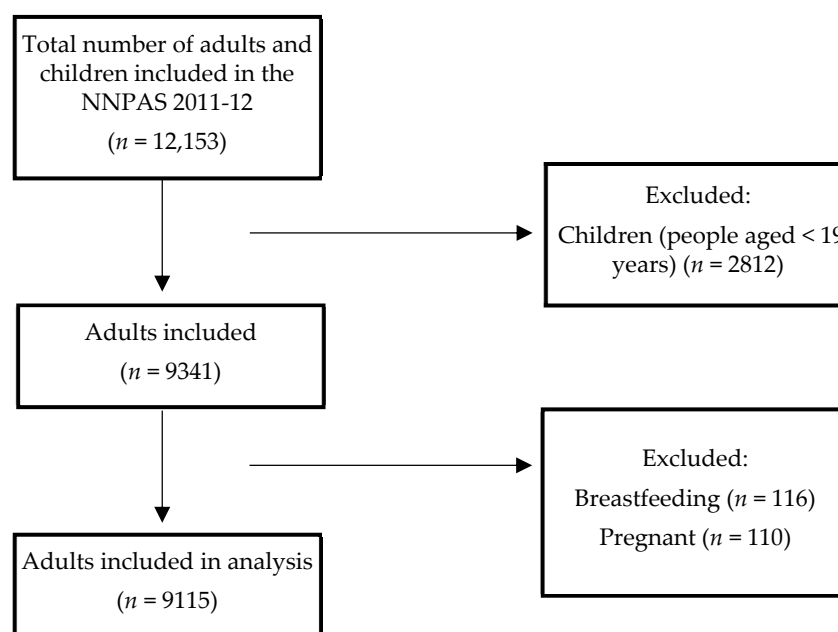 Total number of adults and
children included in the
NNPAS 2011-12
(n = 12,153)
Excluded:
Children (people aged < 19
years) (n = 2812)
Adults included
(n = 9341)
Excluded:
Breastfeeding (n = 116)
Pregnant (n = 110)
Adults included in analysis
(n = 9115)